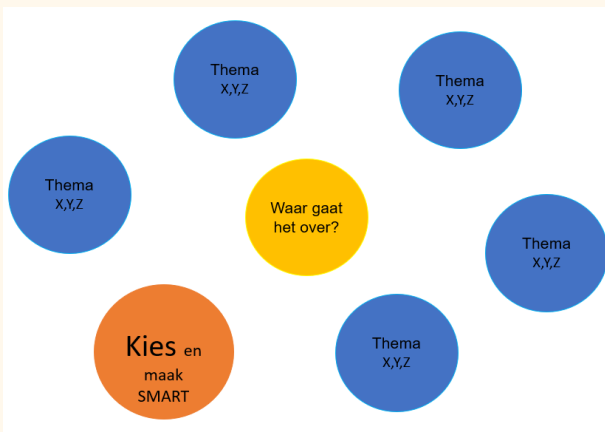 Thema
X,Y,Z
Thema
X,Y,Z
Thema
X,Y,Z
Waar gaat
het over?
Thema
X,Y,Z
Kies en
maak
SMART
Thema
X,Y,Z